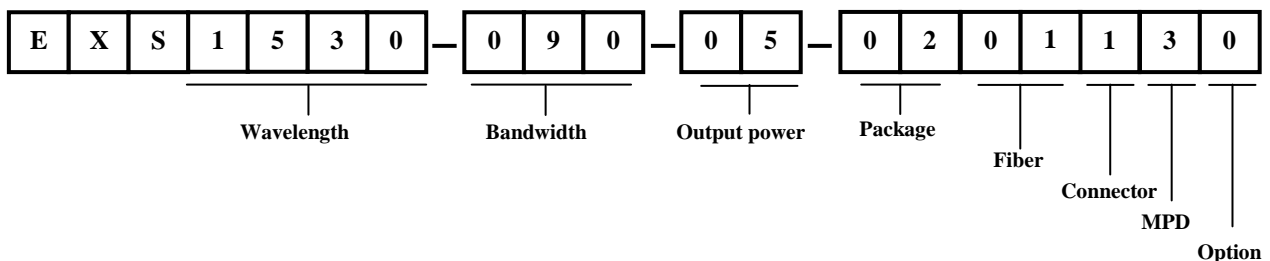 E X S 1 5 3 0 – 0 9 0 – 0 5 – 0 2 0 1 1 3 0
Wavelength Bandwidth Output power Package
Fiber
Connector
MPD
Option